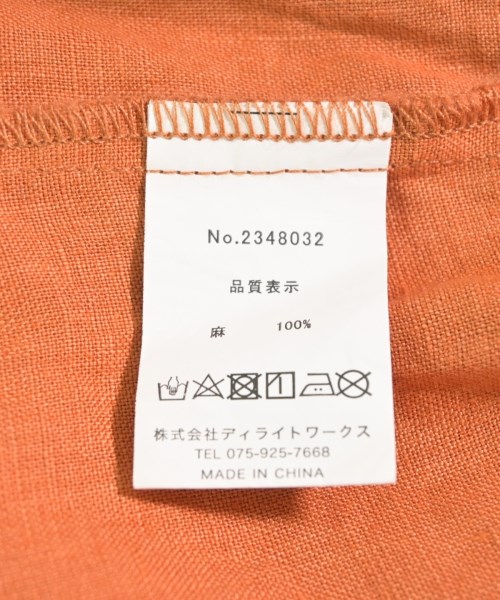 No.2348032
品質表示
麻 100%
株式会社ディライトワークス
TEL 075-925-7668
MADE IN CHINA